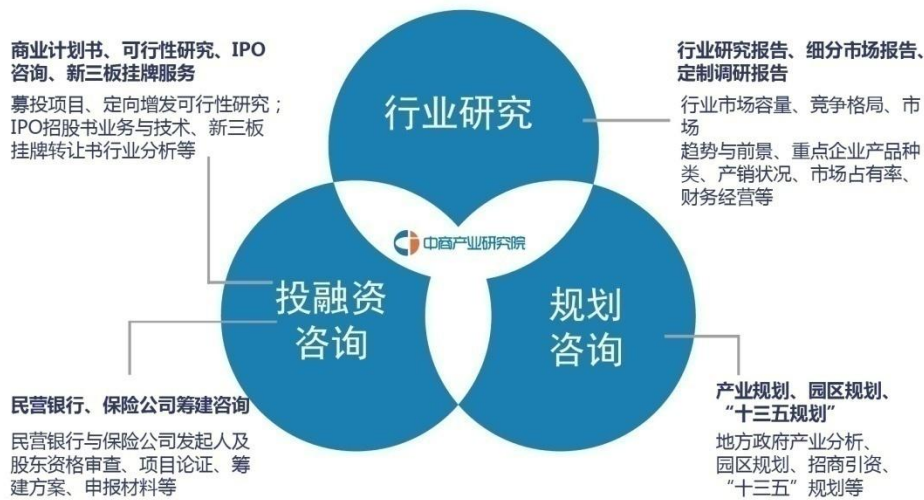 商业计划书、可行性研究、IPO
咨询、新三板挂牌服务
募投项目、定向增发可行性研究；
IPO招股书业务与技术、新三板
挂牌转让书行业分析等
行业研究
行业研究报告、细分市场报告、
定制调研报告
行业市场容量、竞争格局、市
场
趋势与前景、重点企业产品种
类、产销状况、市场占有率、
财务经营等
中商产业研究院
投融资
咨询
规划
咨询
民营银行、保险公司筹建咨询
民营银行与保险公司发起人及
股东资格审查、项目论证、筹
建方案、申报材料等
产业规划、园区规划、
“十三五规划”
地方政府产业分析、
园区规划、招商引资、
“十三五”规划等